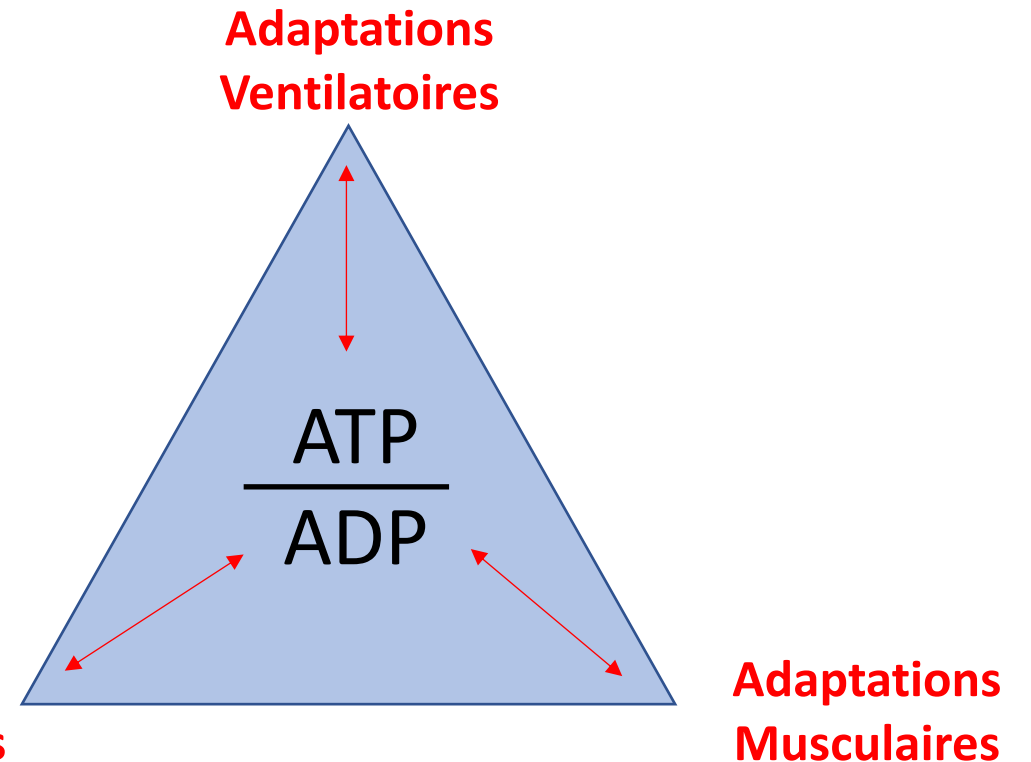 Adaptations
Ventilatoires
ATP
ADP
Adaptations
Musculaires